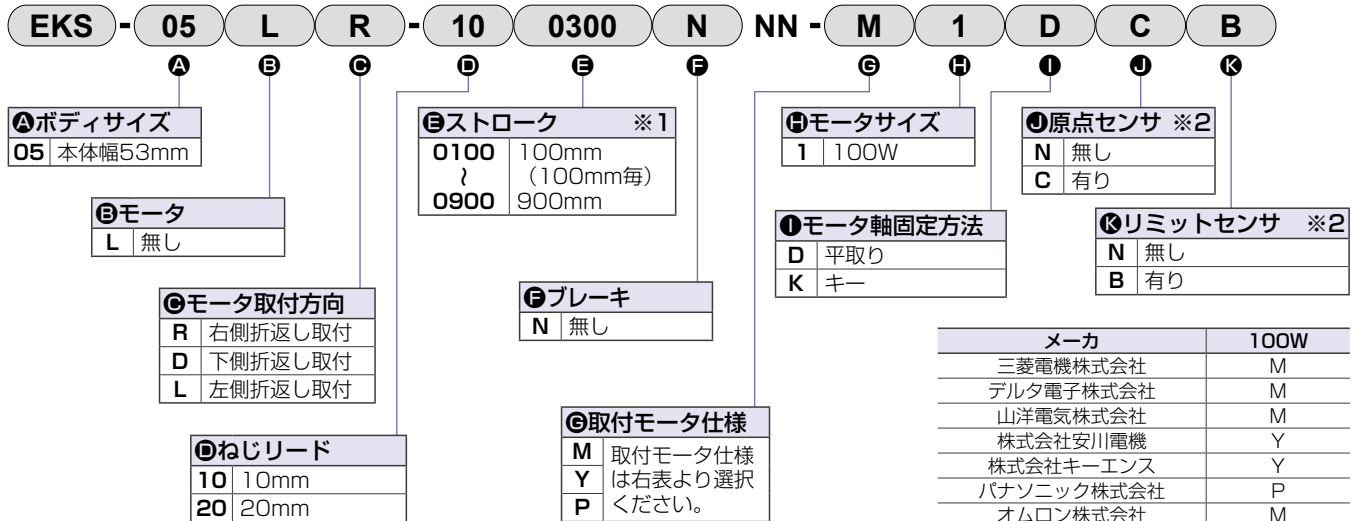 EKS - 05 L R - 10 0300 N NN - M 1 D C B
A B C D E F G H I J K
Aボディサイズ
05 本体幅53mm
Bモータ
L 無し
Cモータ取付方向
R 右側折返し取付
D 下側折返し取付
L 左側折返し取付
Dねじリード
10 10mm
20 20mm
Eストローク ※1
0100 100mm
〜 （100mm毎）
0900 900mm
Fブレーキ
N 無し
G取付モータ仕様
M 取付モータ仕様
Y は右表より選択
P ください。
Hモータサイズ
1 100W
Iモータ軸固定方法
D 平取り
K キー
J原点センサ ※2
N 無し
C 有り
Kリミットセンサ ※2
N 無し
B 有り
メーカ 100W
三菱電機株式会社 M
デルタ電子株式会社 M
山洋電気株式会社 M
株式会社安川電機 Y
株式会社キーエンス Y
パナソニック株式会社 P
オムロン株式会社 M